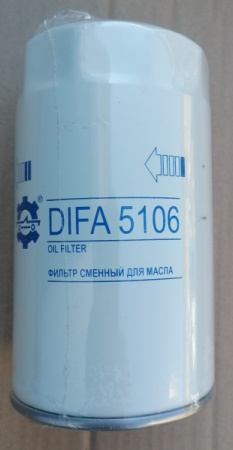 ®
DIFA 5106
OIL FILTER
ФИЛЬТР СМЕННЫЙ ДЛЯ МАСЛА